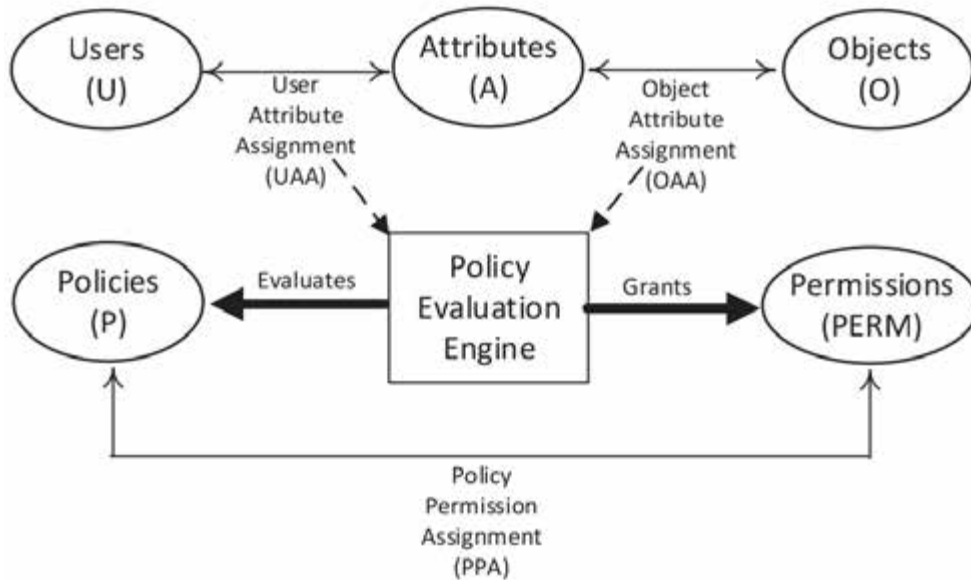 Users
(U)
Attributes
(A)
Objects
(O)
User
Attribute
Assignment
(UAA)
Object
Attribute
Assignment
(OAA)
Policies
(P)
Evaluates
Policy
Evaluation
Engine
Grants
Permissions
(PERM)
Policy
Permission
Assignment
(PPA)